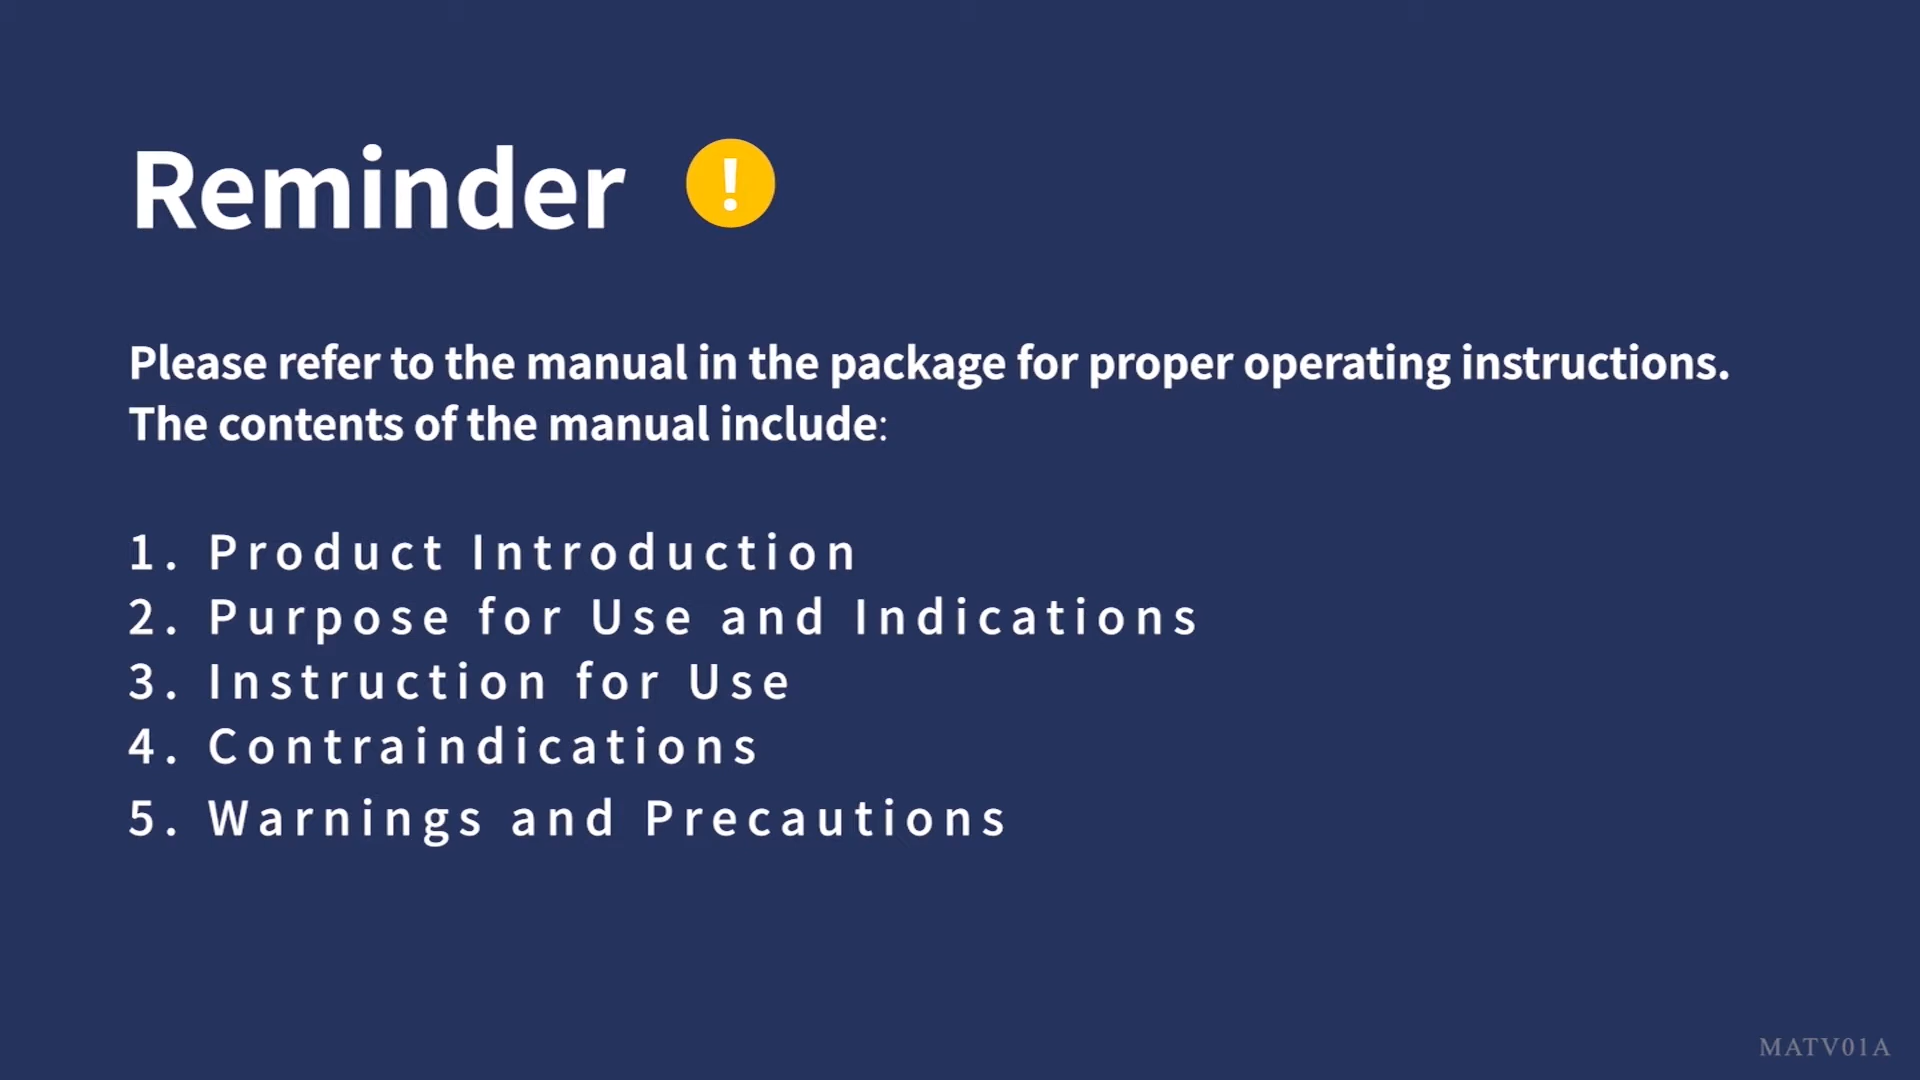 Reminder !
Please refer to the manual in the package for proper operating instructions.
The contents of the manual include:
1. Product Introduction
2. Purpose for Use and Indications
3. Instruction for Use
4. Contraindications
5. Warnings and Precautions
MATV01A